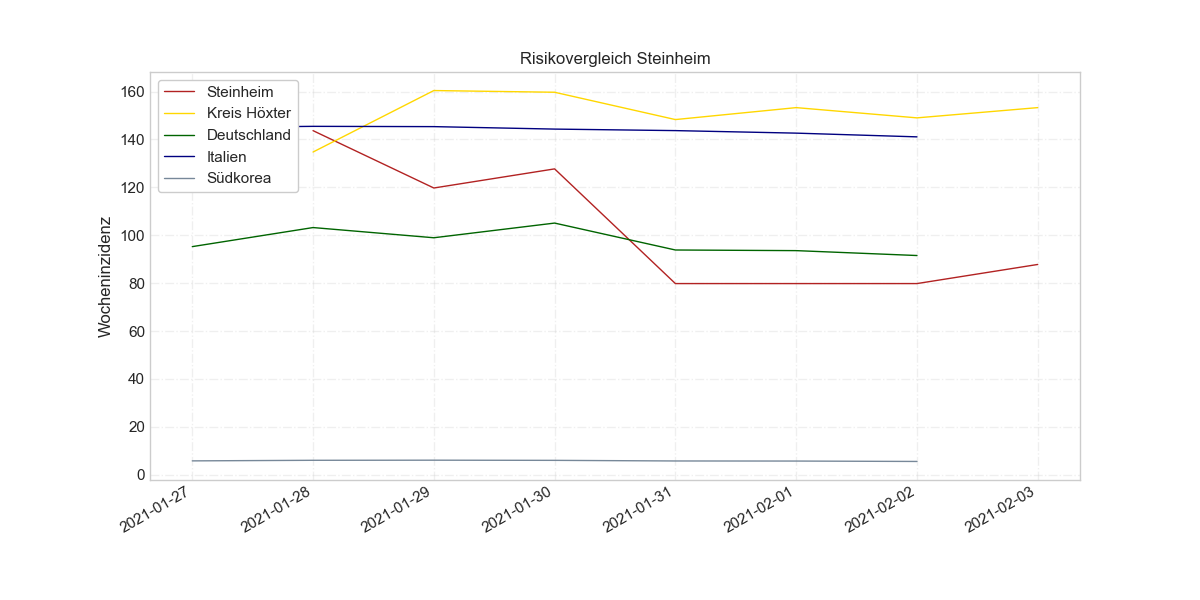 Risikovergleich Steinheim
Steinheim
Kreis Höxter
Deutschland
Italien
Südkorea
Wocheninzidenz
160
140
120
100
80
60
40
20
0
2021-01-27
2021-01-28
2021-01-29
2021-01-30
2021-01-31
2021-02-01
2021-02-02
2021-02-03